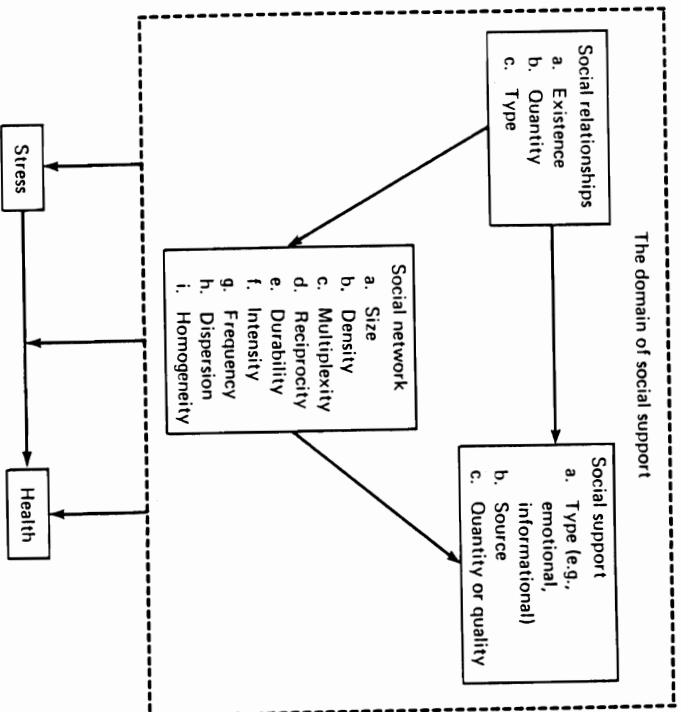 The domain of social support
Social relationships
a. Existence
b. Quantity
c. Type
Social support
a. Type (e.g.,
emotional,
informational)
b. Source
c. Quantity or quality
Social network
a. Size
b. Density
c. Multiplexity
d. Reciprocity
e. Durability
f. Intensity
g. Frequency
h. Dispersion
i. Homogeneity
Stress
Health